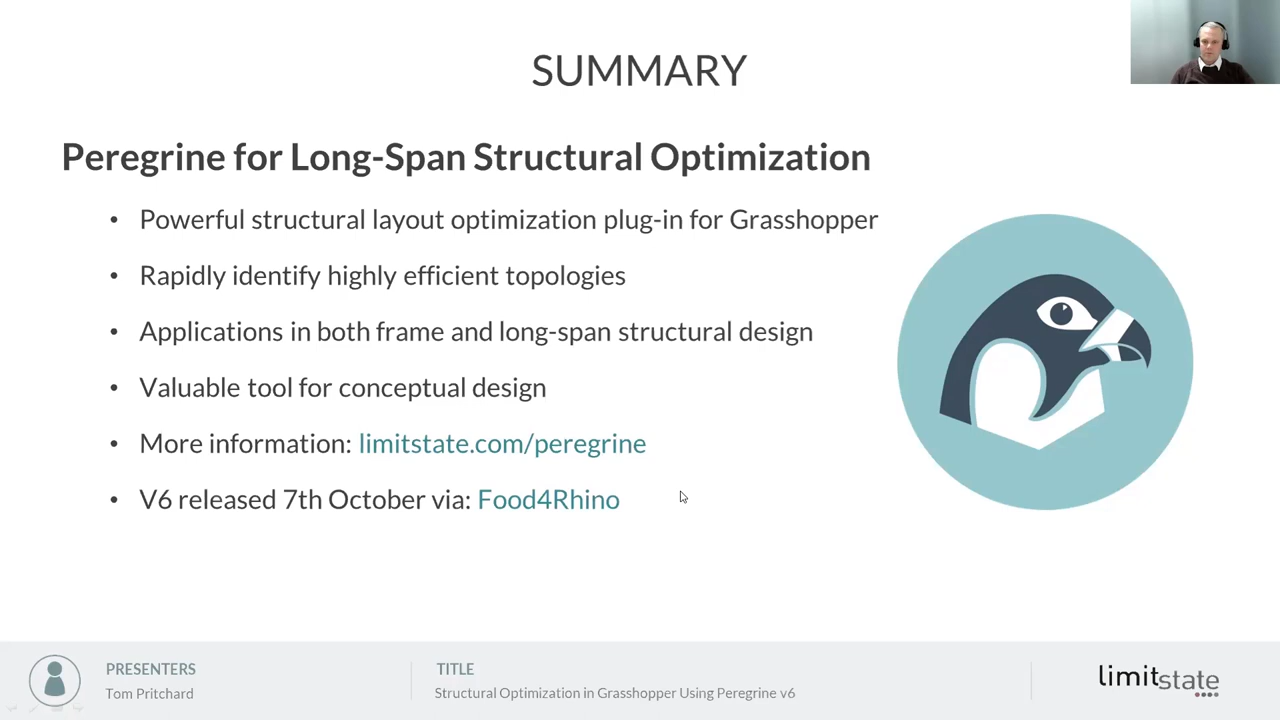 SUMMARY
Peregrine for Long-Span Structural Optimization
• Powerful structural layout optimization plug-in for Grasshopper
• Rapidly identify highly efficient topologies
• Applications in both frame and long-span structural design
• Valuable tool for conceptual design
• More information: limitstate.com/peregrine
• V6 released 7th October via: Food4Rhino
PRESENTERS
Tom Pritchard
TITLE
Structural Optimization in Grasshopper Using Peregrine v6
limitstate